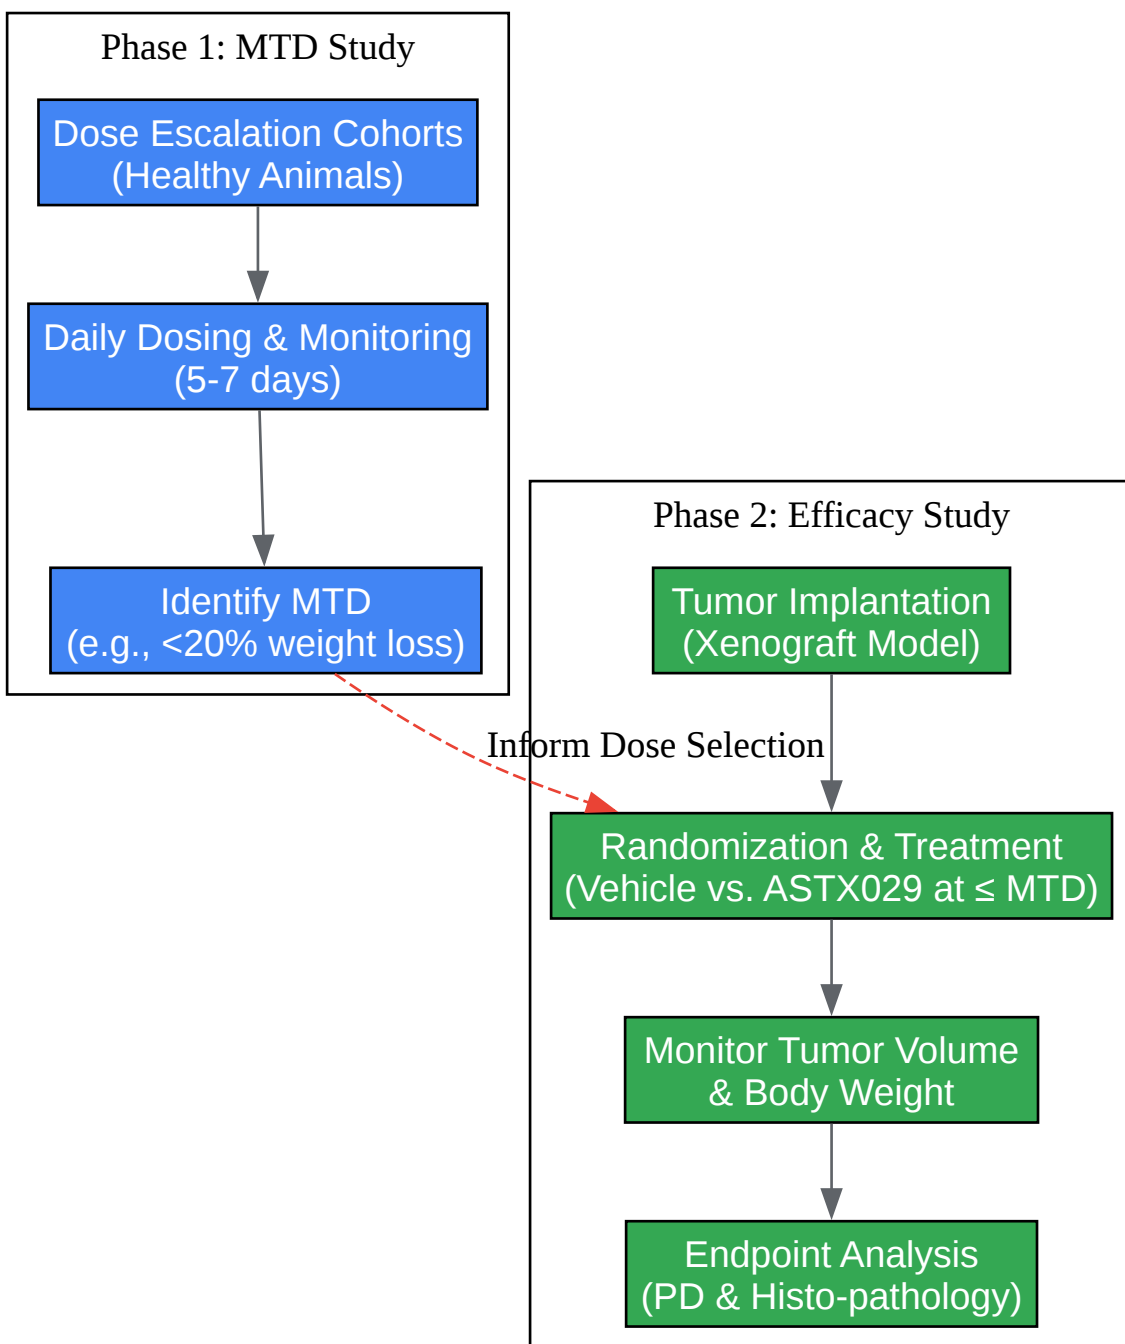 Phase 1: MTD Study
Dose Escalation Cohorts
(Healthy Animals)
Daily Dosing & Monitoring
(5-7 days)
Identify MTD
(e.g., <20% weight loss)
Inform Dose Selection
Phase 2: Efficacy Study
Tumor Implantation
(Xenograft Model)
Randomization & Treatment
(Vehicle vs. ASTX029 at ≤ MTD)
Monitor Tumor Volume
& Body Weight
Endpoint Analysis
(PD & Histo-pathology)